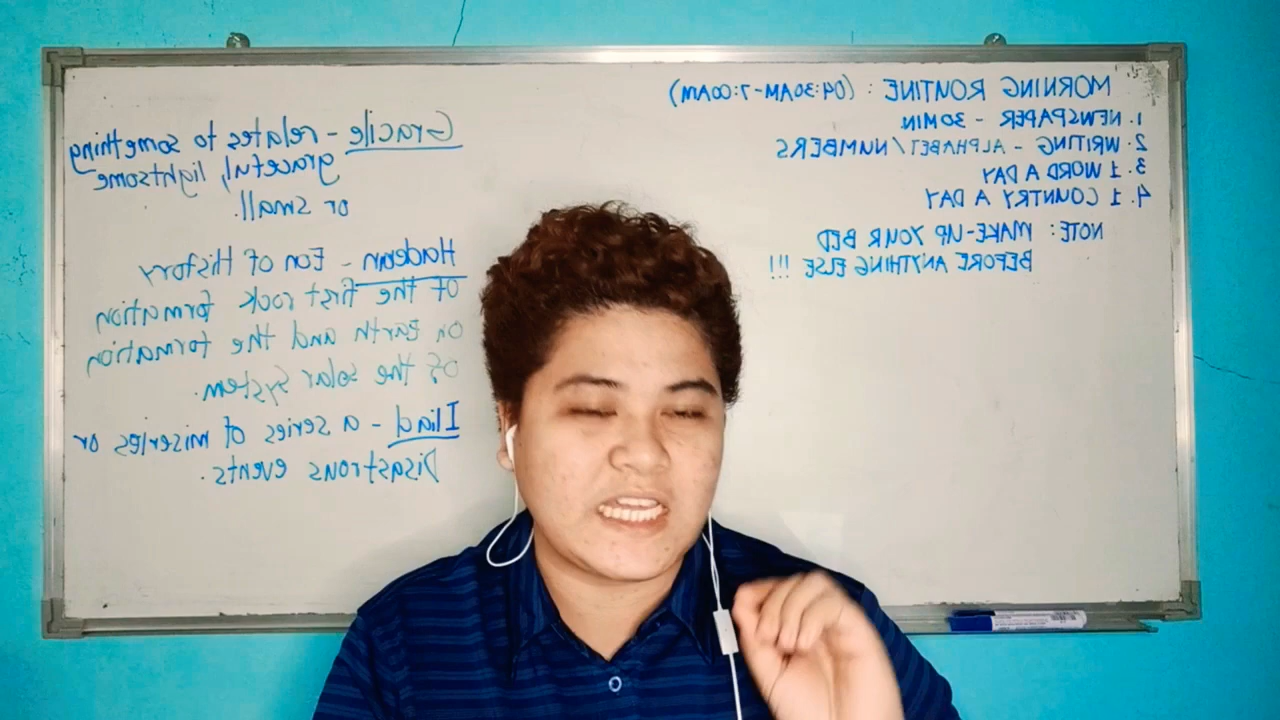 MORNING ROUTINE : (04:30AM-7:00AM)
1. NEWSPAPER - 30MIN
2. WRITING - ALPHABET/NUMBERS
3. 1 WORD A DAY
4. 1 COUNTRY A DAY
NOTE: MAKE-UP YOUR BED
BEFORE ANYTHING ELSE !!!
Gracile - relates to something
graceful, lightsome
or small.
Hadean - Eon of History
of the first rock formation
on Earth and the formation
of the solar system.
Iliad - a series of miseries or
Disastrous events.